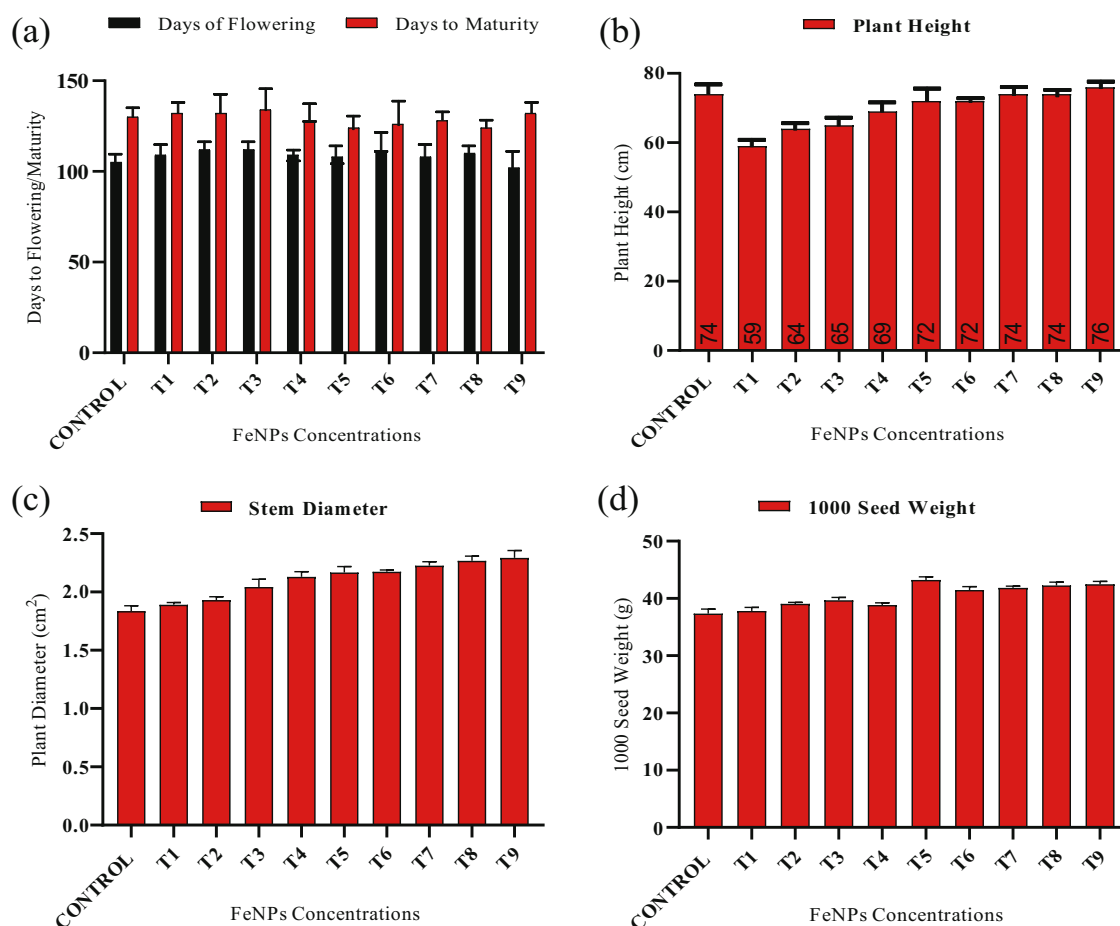 (a)
Days of Flowering
Days to Maturity
Days to Flowering/Maturity
150
100
50
0
CONTROL
T1
T2
T3
T4
T5
T6
T7
T8
T9
FeNPs Concentrations
(b)
Plant Height
Plant Height (cm)
80
60
40
20
0
74
59
64
65
69
72
72
74
74
76
CONTROL
T1
T2
T3
T4
T5
T6
T7
T8
T9
FeNPs Concentrations
(c)
Stem Diameter
Plant Diameter (cm²)
2.5
2.0
1.5
1.0
0.5
0.0
CONTROL
T1
T2
T3
T4
T5
T6
T7
T8
T9
FeNPs Concentrations
(d)
1000 Seed Weight
1000 Seed Weight (g)
50
40
30
20
10
0
CONTROL
T1
T2
T3
T4
T5
T6
T7
T8
T9
FeNPs Concentrations